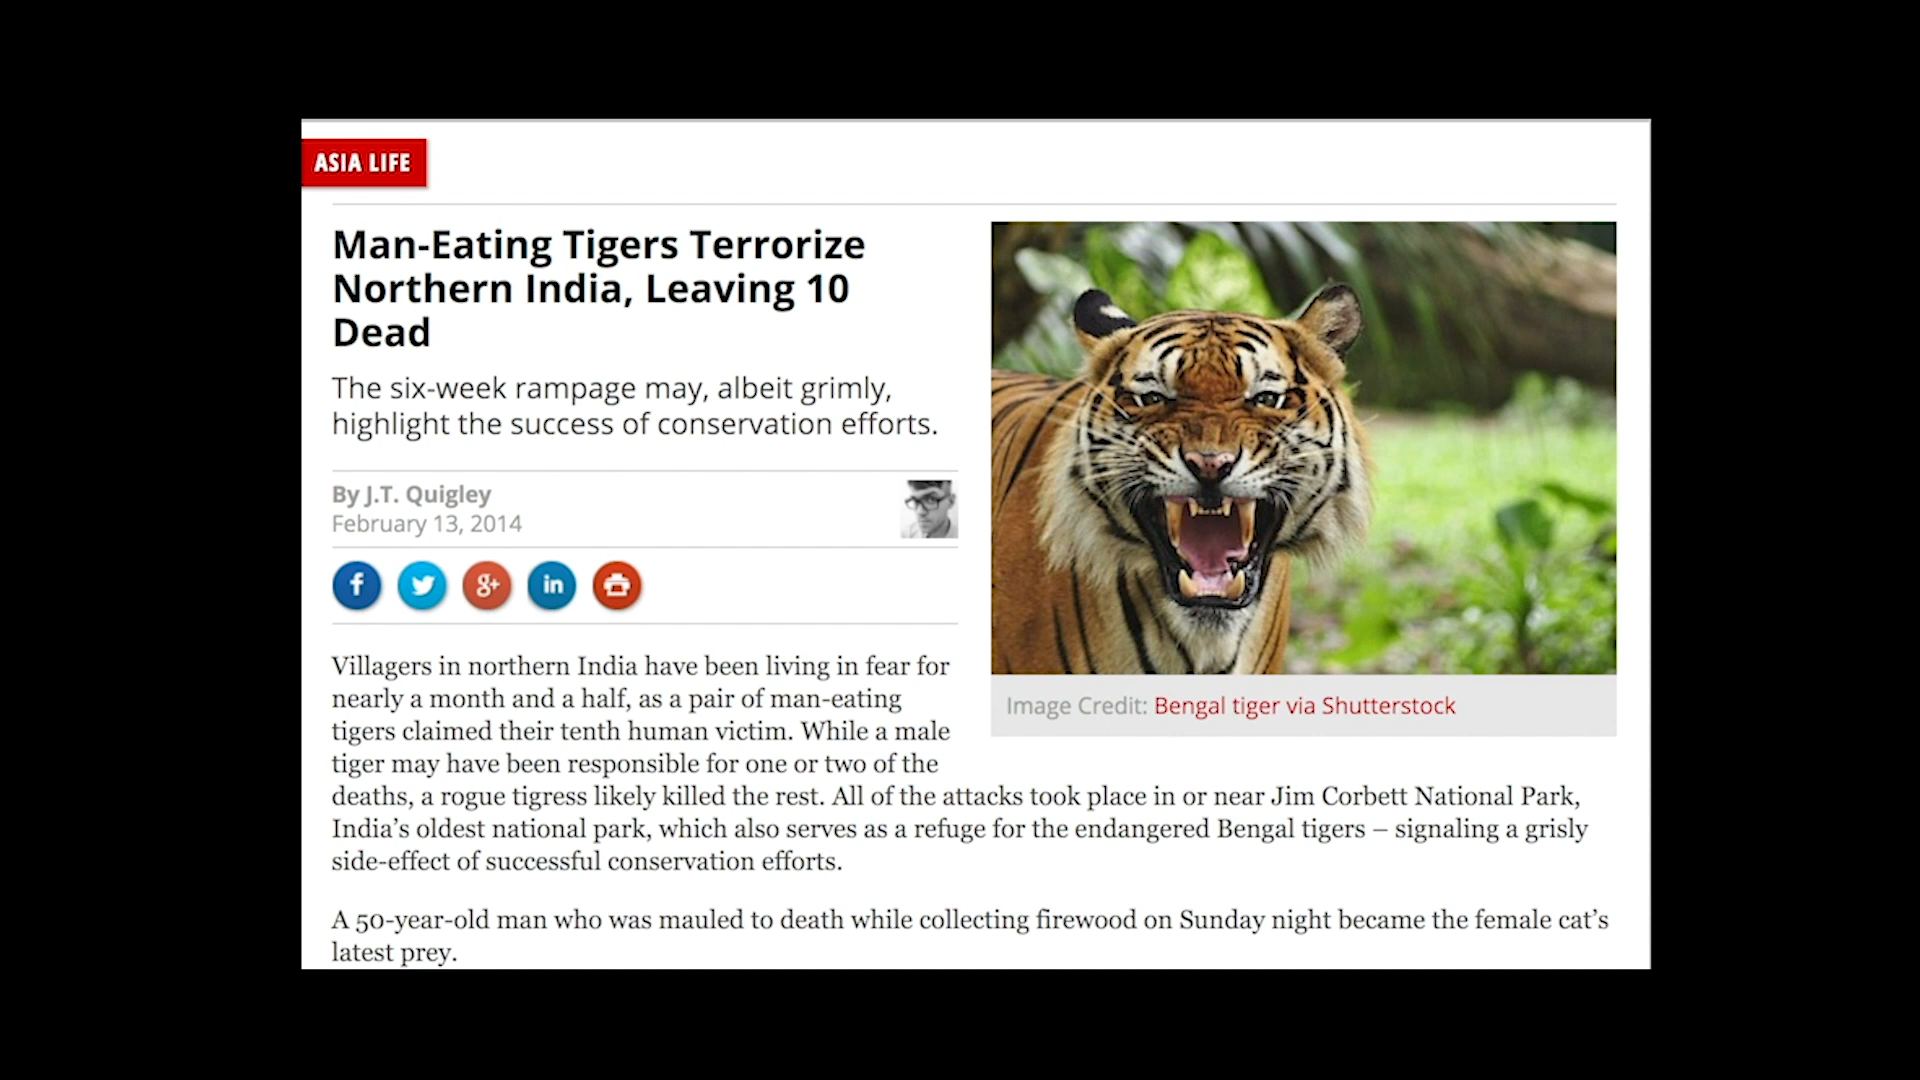 ASIA LIFE
Man-Eating Tigers Terrorize
Northern India, Leaving 10
Dead
The six-week rampage may, albeit grimly,
highlight the success of conservation efforts.
By J.T. Quigley
February 13, 2014
f
g+
in
Image Credit: Bengal tiger via Shutterstock
Villagers in northern India have been living in fear for
nearly a month and a half, as a pair of man-eating
tigers claimed their tenth human victim. While a male
tiger may have been responsible for one or two of the
deaths, a rogue tigress likely killed the rest. All of the attacks took place in or near Jim Corbett National Park,
India’s oldest national park, which also serves as a refuge for the endangered Bengal tigers – signaling a grisly
side-effect of successful conservation efforts.
A 50-year-old man who was mauled to death while collecting firewood on Sunday night became the female cat’s
latest prey.